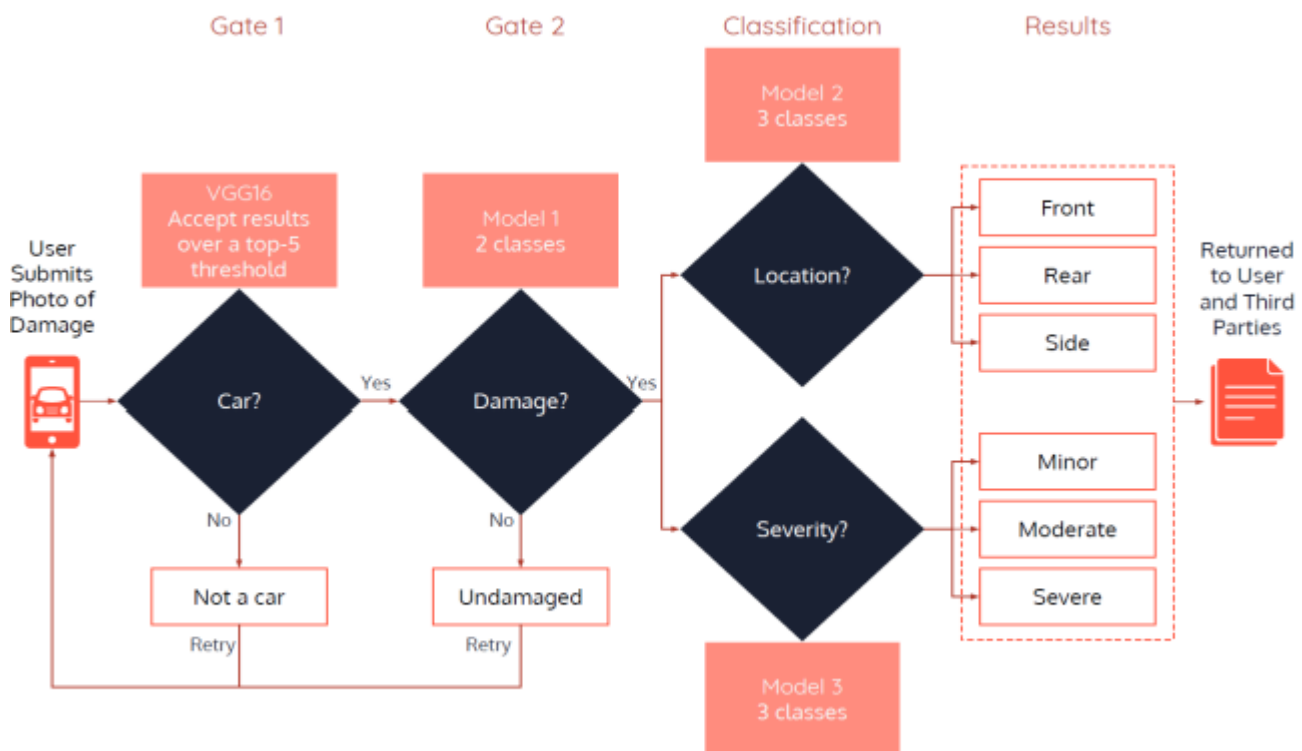 Gate 1
Gate 2
Classification
Results
User
Submits
Photo of
Damage
VGG16
Accept results
over a top-5
threshold
Car?
Yes
No
Not a car
Retry
Model 1
2 classes
Damage?
Yes
No
Undamaged
Retry
Model 2
3 classes
Location?
Severity?
Model 3
3 classes
Front
Rear
Side
Minor
Moderate
Severe
Returned
to User
and Third
Parties